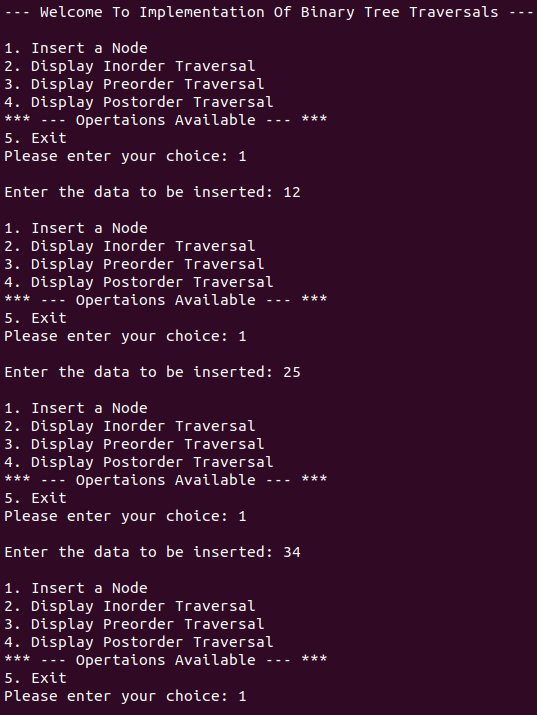 --- Welcome To Implementation Of Binary Tree Traversals ---
1. Insert a Node
2. Display Inorder Traversal
3. Display Preorder Traversal
4. Display Postorder Traversal
*** --- Opertaions Available --- ***
5. Exit
Please enter your choice: 1
Enter the data to be inserted: 12
1. Insert a Node
2. Display Inorder Traversal
3. Display Preorder Traversal
4. Display Postorder Traversal
*** --- Opertaions Available --- ***
5. Exit
Please enter your choice: 1
Enter the data to be inserted: 25
1. Insert a Node
2. Display Inorder Traversal
3. Display Preorder Traversal
4. Display Postorder Traversal
*** --- Opertaions Available --- ***
5. Exit
Please enter your choice: 1
Enter the data to be inserted: 34
1. Insert a Node
2. Display Inorder Traversal
3. Display Preorder Traversal
4. Display Postorder Traversal
*** --- Opertaions Available --- ***
5. Exit
Please enter your choice: 1